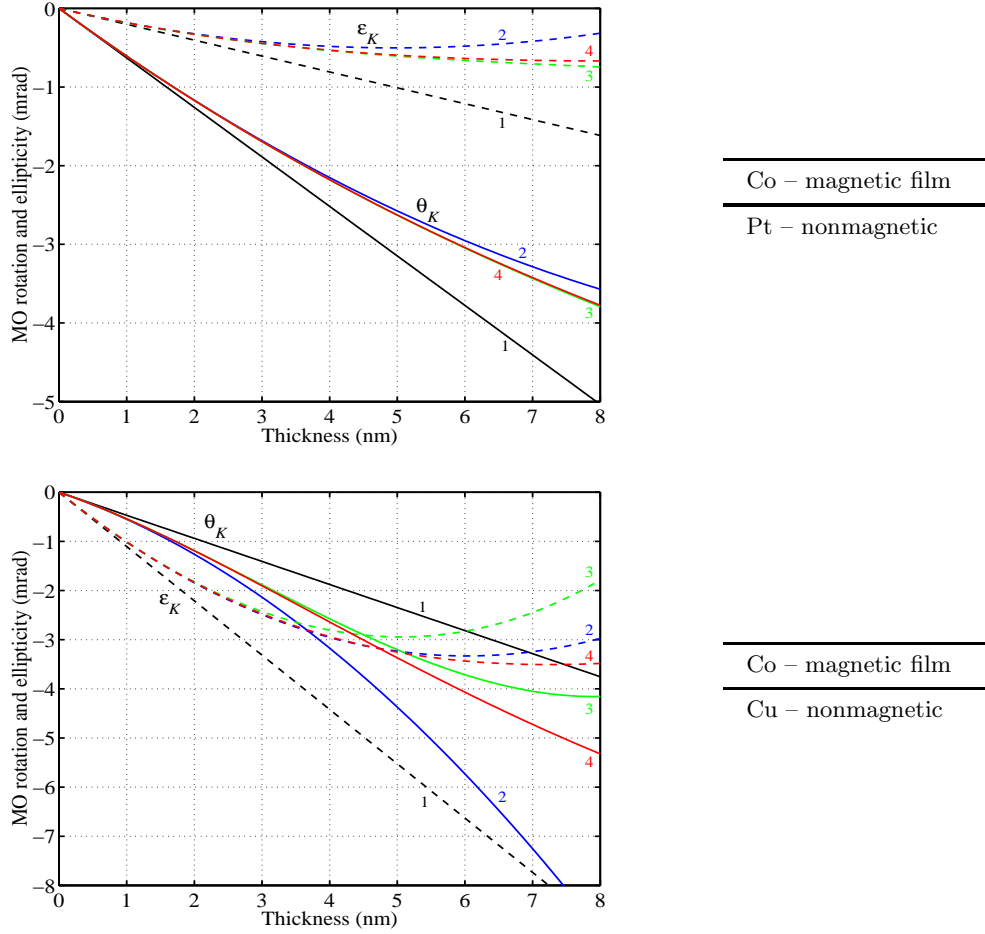 0
−1
−2
−3
−4
−5
MO rotation and ellipticity (mrad)
ε_K
2
4
3
1
θ_K
2
4
3
1
0 1 2 3 4 5 6 7 8
Thickness (nm)
Co – magnetic film
Pt – nonmagnetic
0
−1
−2
−3
−4
−5
−6
−7
−8
MO rotation and ellipticity (mrad)
θ_K
ε_K
3
1
2
4
3
4
1
2
0 1 2 3 4 5 6 7 8
Thickness (nm)
Co – magnetic film
Cu – nonmagnetic